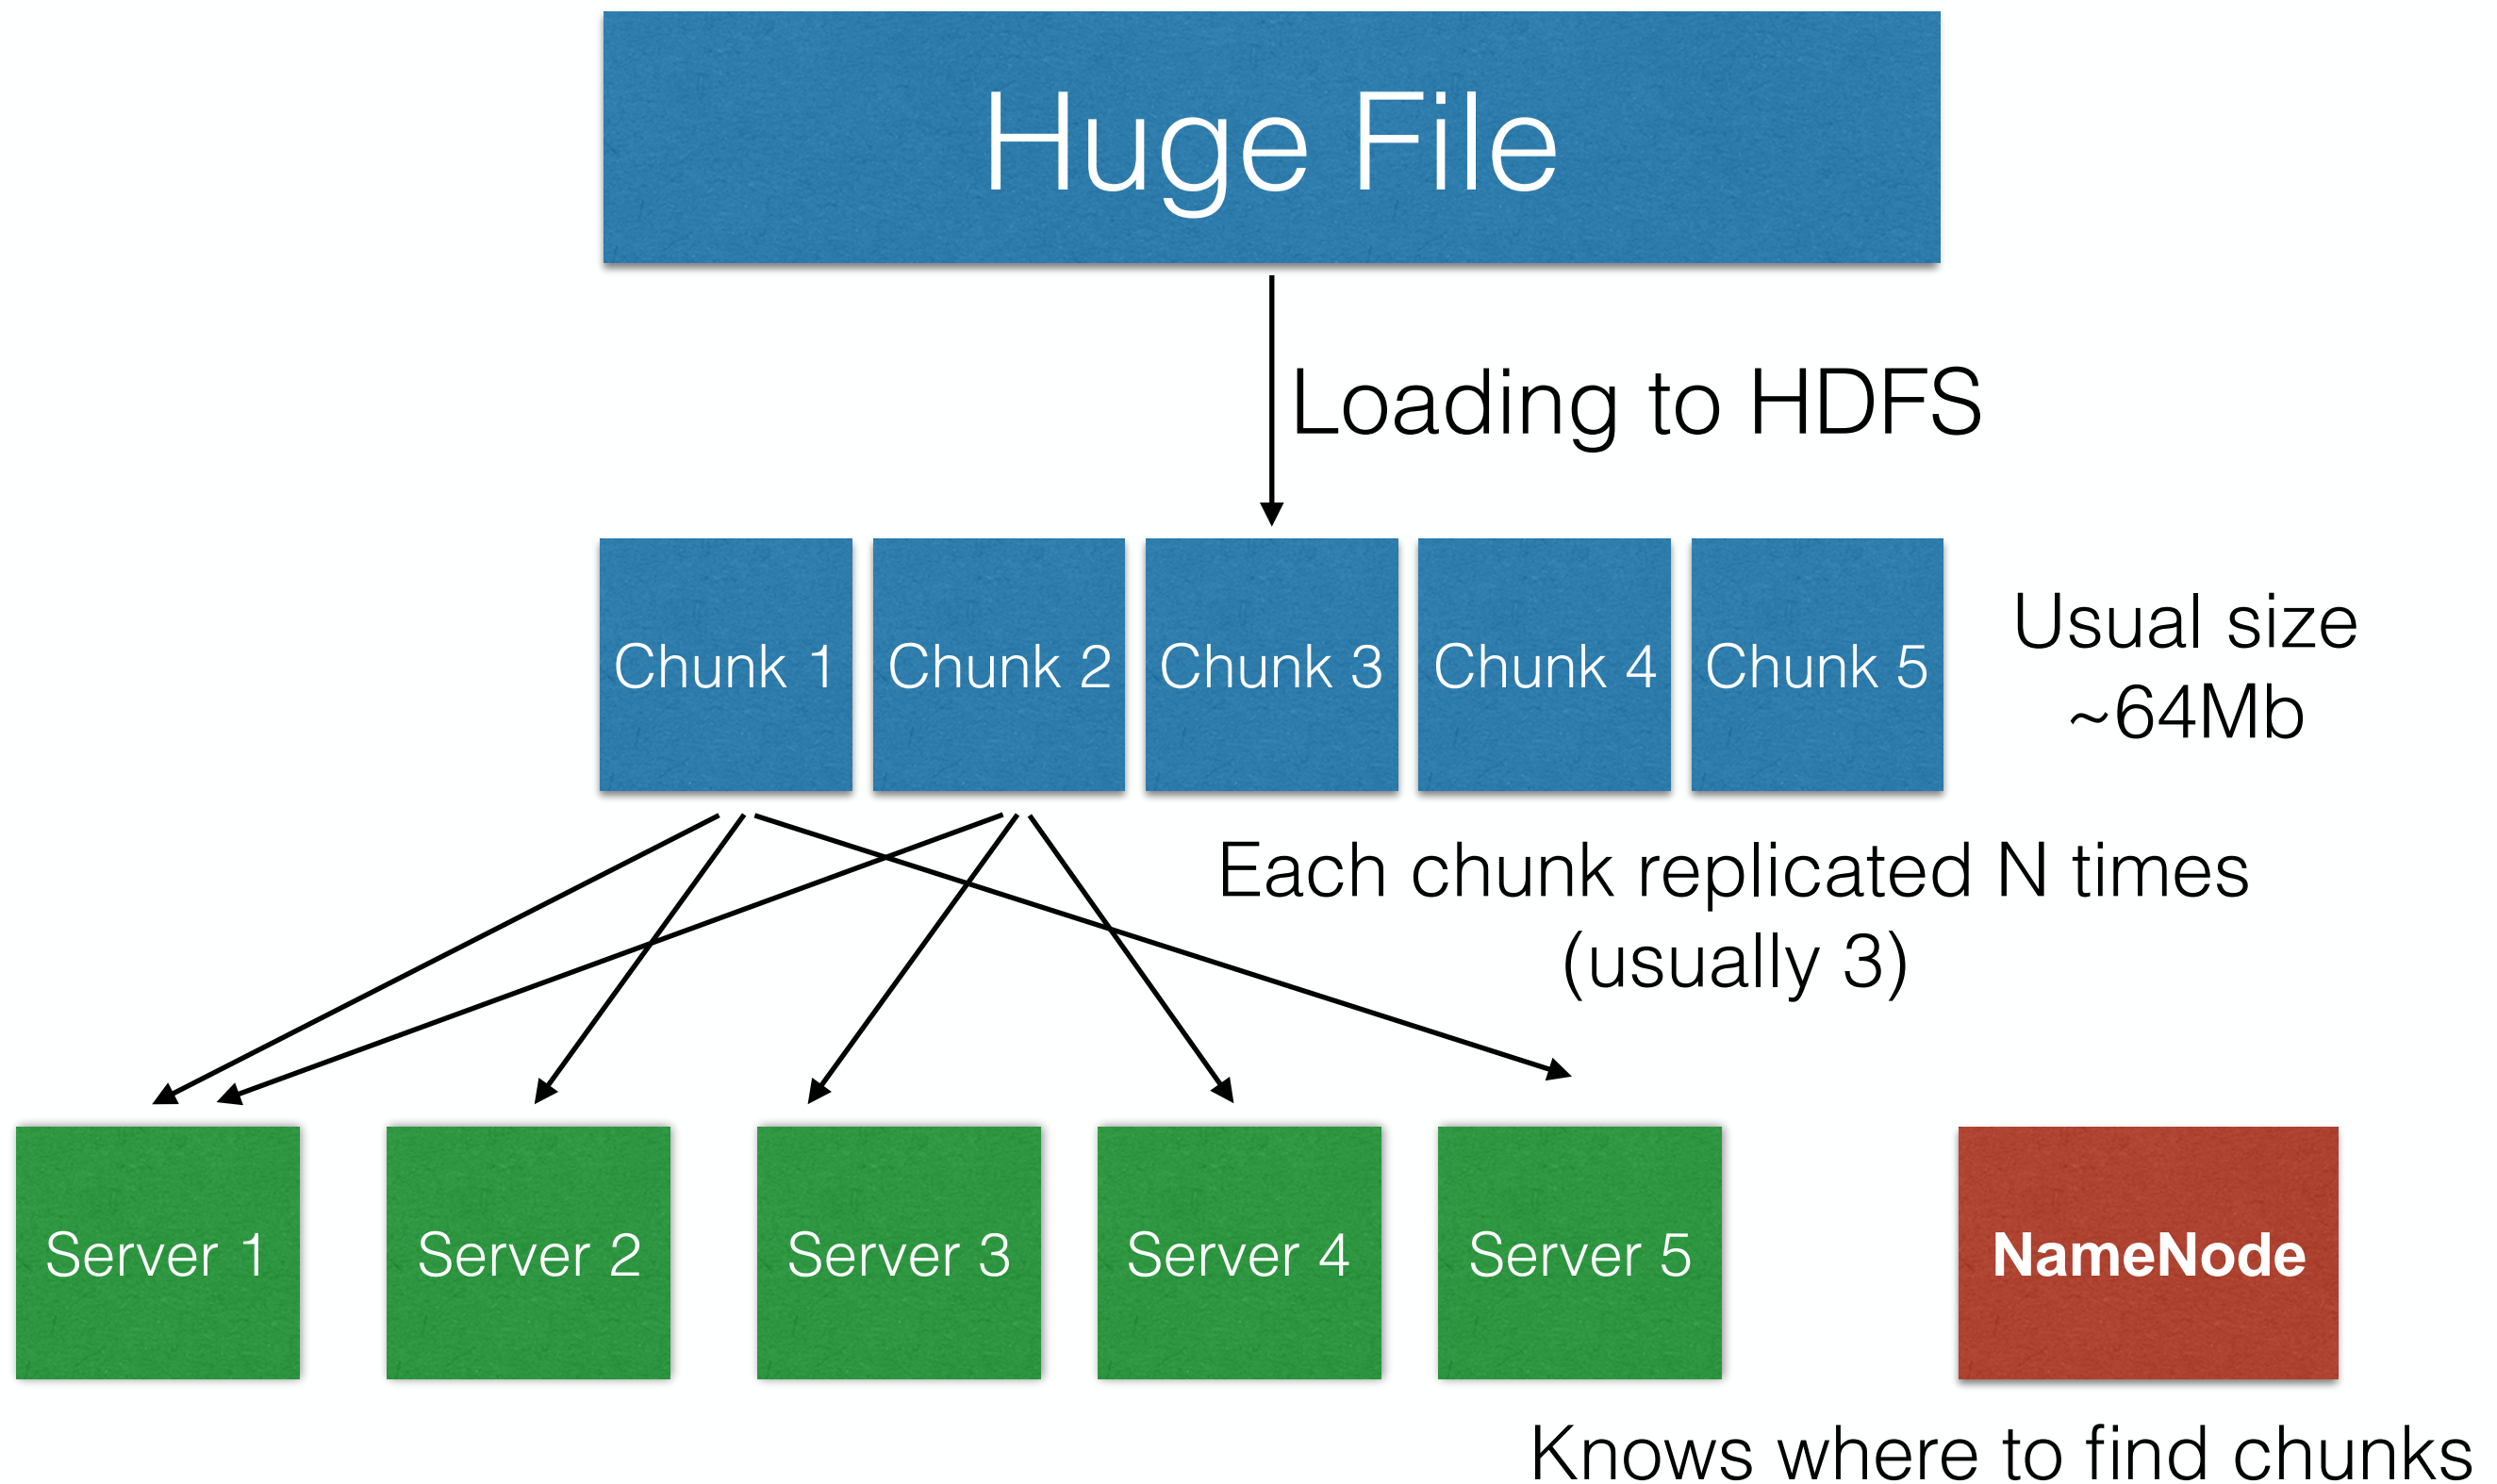 Huge File
Loading to HDFS
Chunk 1
Chunk 2
Chunk 3
Chunk 4
Chunk 5
Usual size
~64Mb
Each chunk replicated N times
(usually 3)
Server 1
Server 2
Server 3
Server 4
Server 5
NameNode
Knows where to find chunks